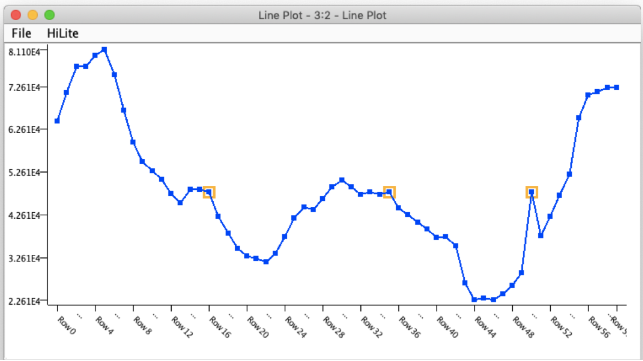 Line Plot - 3:2 - Line Plot
File HiLite
8.110E4
7.261E4
6.261E4
5.261E4
4.261E4
3.261E4
2.261E4
Row0 ... Row4 ... Row8 ... Row12 ... Row16 ... Row20 ... Row24 ... Row28 ... Row32 ... Row36 ... Row40 ... Row44 ... Row48 ... Row52 ... Row56 ...